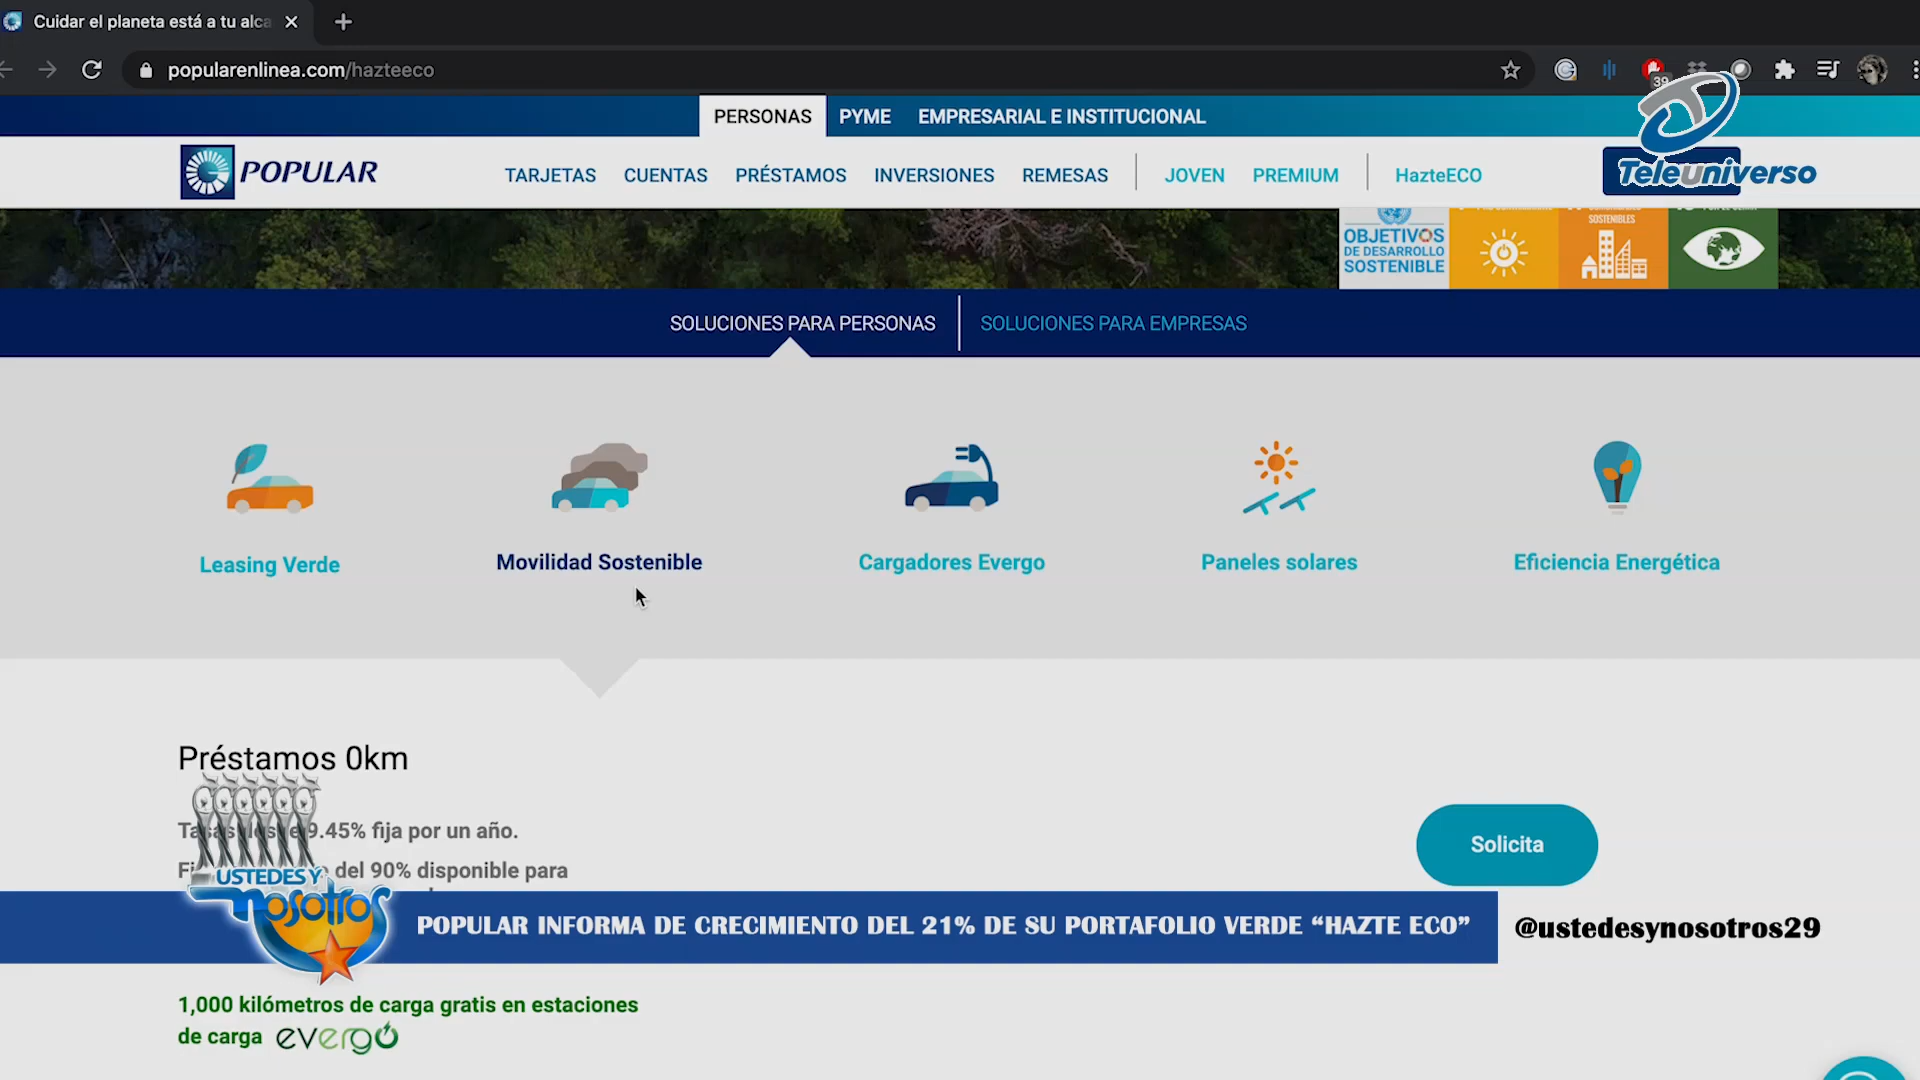 Cuidar el planeta está a tu alca
popularenlinea.com/hazteeco
39
PERSONAS PYME EMPRESARIAL E INSTITUCIONAL
POPULAR
TARJETAS CUENTAS PRÉSTAMOS INVERSIONES REMESAS JOVEN PREMIUM HazteECO
Teleuniverso
OBJETIVOS
DE DESARROLLO
SOSTENIBLE
SOSTENIBLES
SOLUCIONES PARA PERSONAS
SOLUCIONES PARA EMPRESAS
Leasing Verde
Movilidad Sostenible
Cargadores Evergo
Paneles solares
Eficiencia Energética
Préstamos 0km
9.45% fija por un año.
del 90% disponible para
Solicita
USTEDES Y
nosotros
POPULAR INFORMA DE CRECIMIENTO DEL 21% DE SU PORTAFOLIO VERDE “HAZTE ECO”
@ustedesynosotros29
1,000 kilómetros de carga gratis en estaciones
de carga evergo